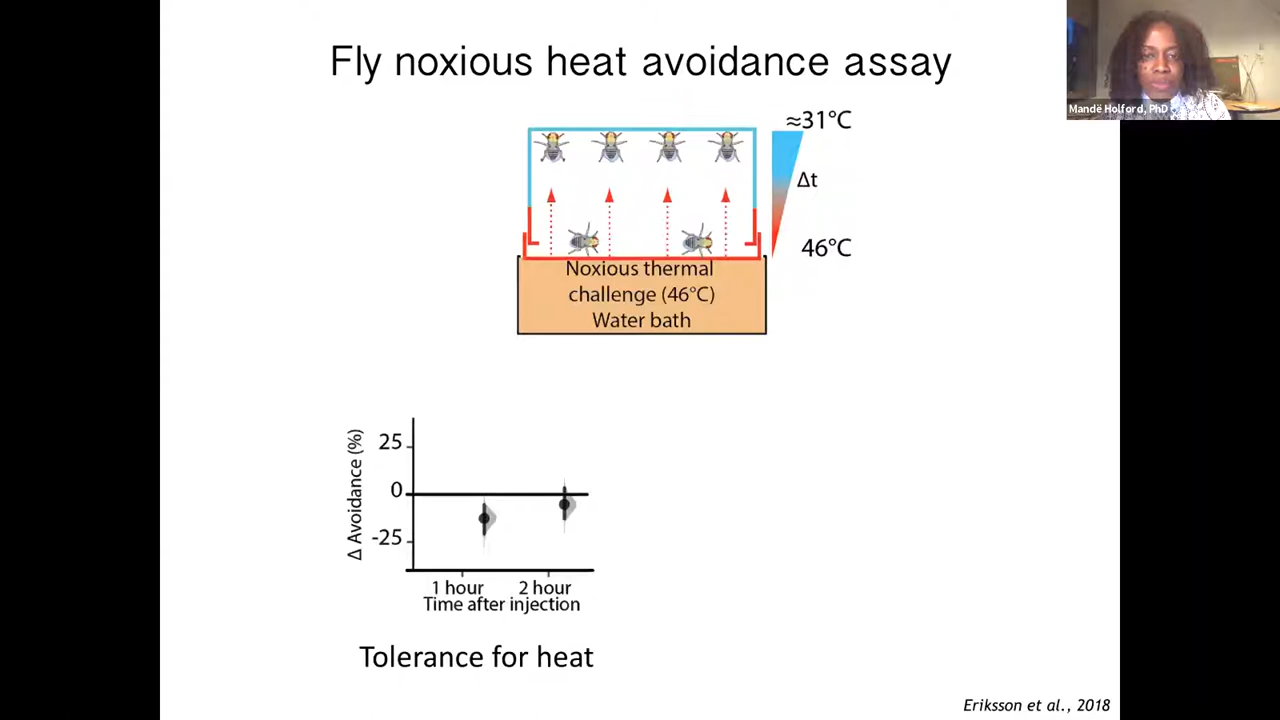 Fly noxious heat avoidance assay
Mandë Holford, PhD
≈31°C
Δt
46°C
Noxious thermal
challenge (46°C)
Water bath
Δ Avoidance (%)
25
0
-25
1 hour 2 hour
Time after injection
Tolerance for heat
Eriksson et al., 2018